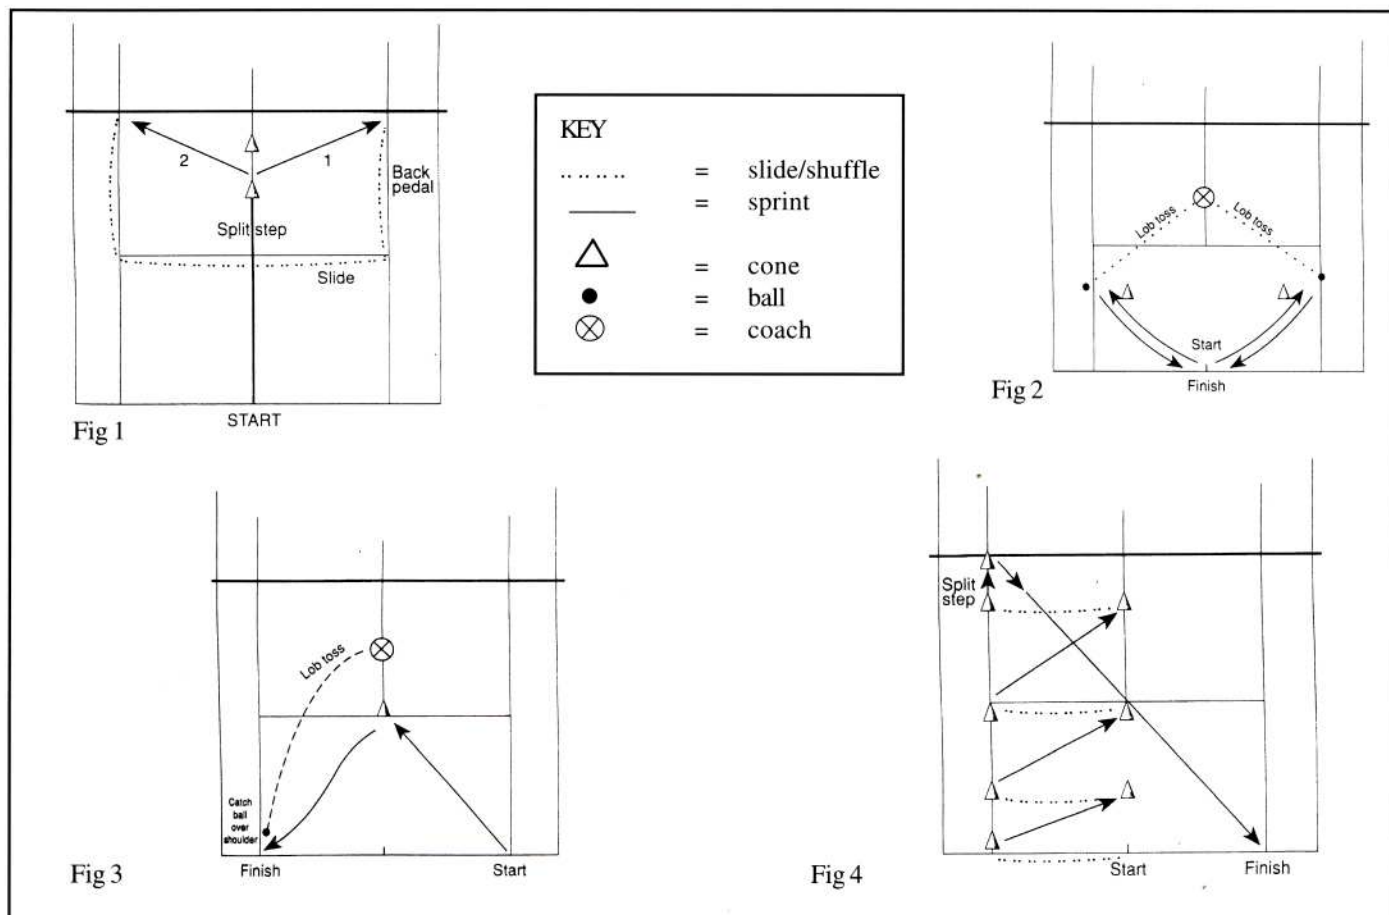 2
1
Back
pedal
Split step
Slide
START
Fig 1
KEY
= slide/shuffle
= sprint
= cone
= ball
= coach
Lob toss
Lob toss
Start
Finish
Fig 2
Lob toss
Catch
ball
over
shoulder
Finish
Start
Fig 3
Split
step
Start
Finish
Fig 4